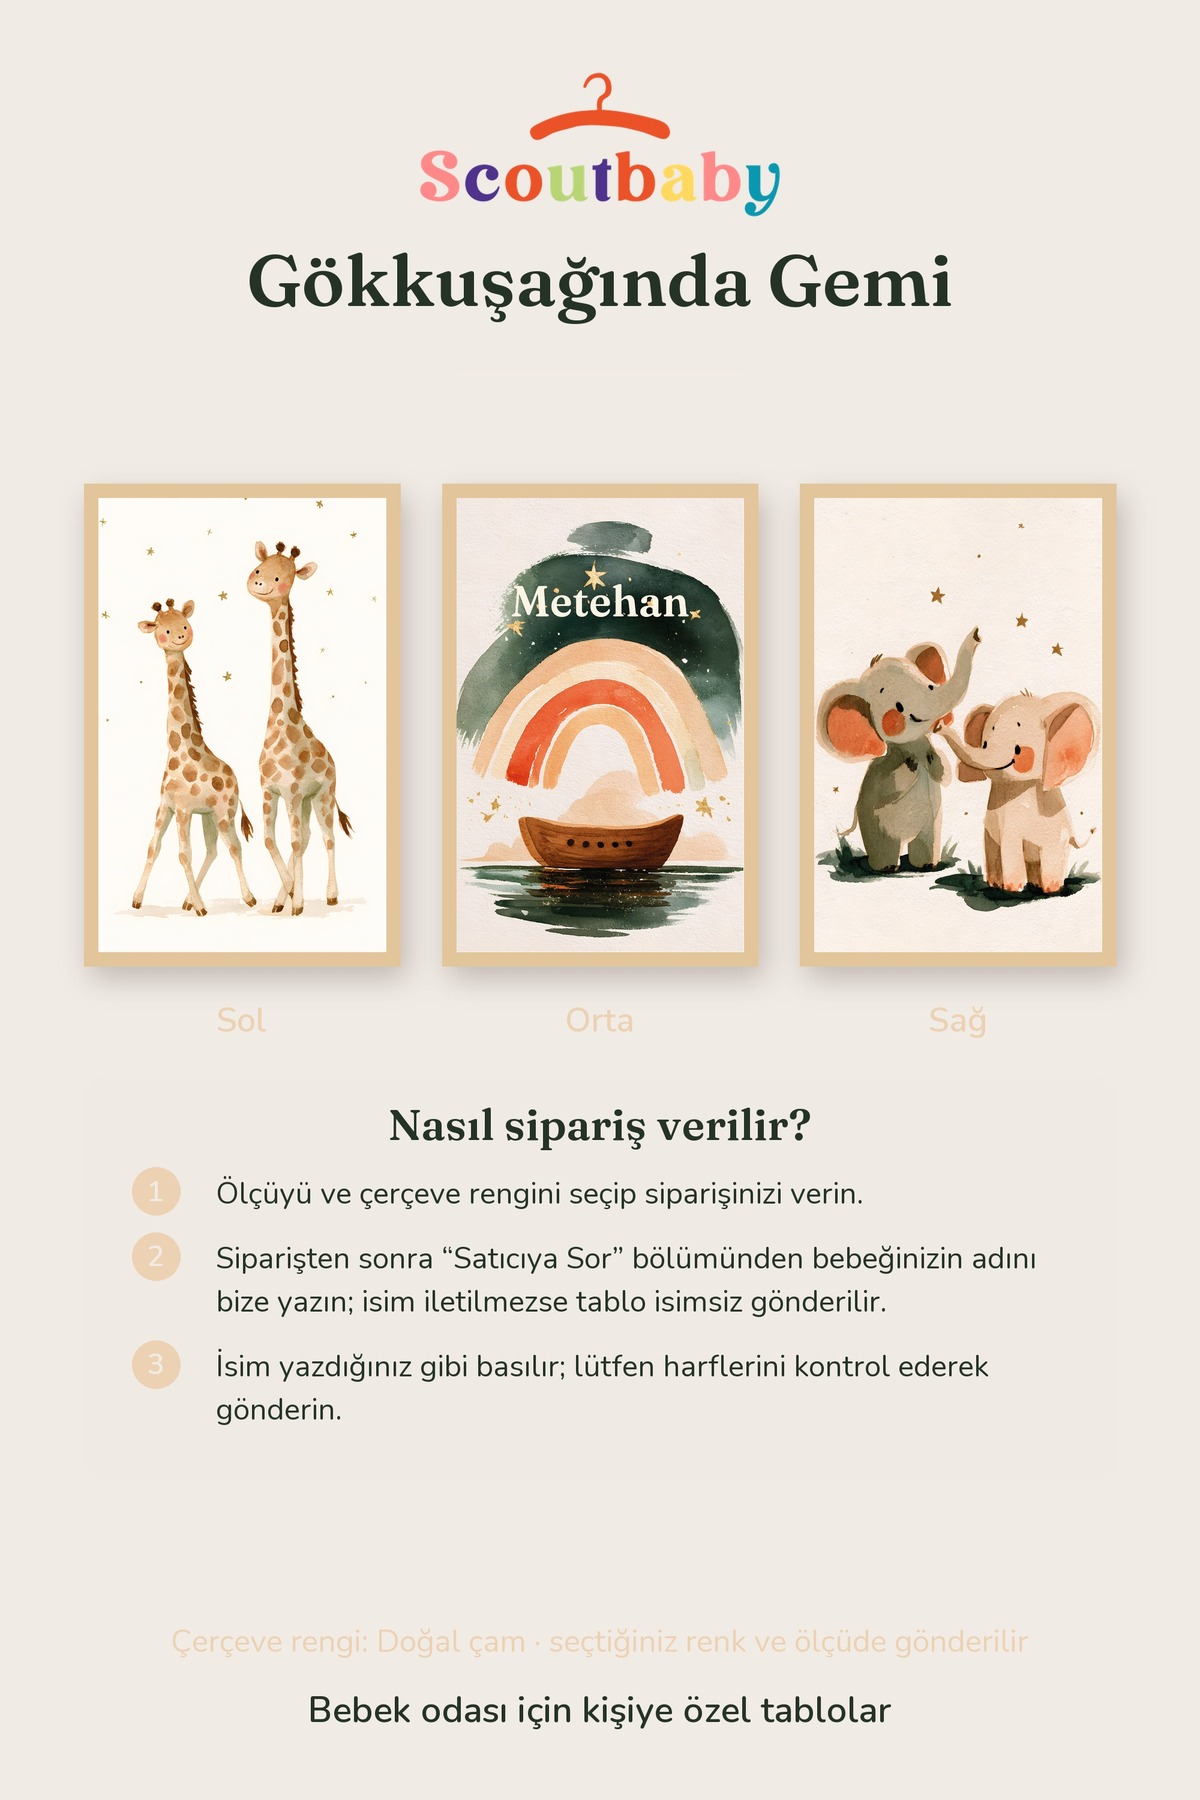 Scoutbaby
Gökkuşağında Gemi
Metehan
Sol
Orta
Sağ
Nasıl sipariş verilir?
1 Ölçüyü ve çerçeve rengini seçip siparişinizi verin.
2 Siparişten sonra “Satıcıya Sor” bölümünden bebeğinizin adını
bize yazın; isim iletilmezse tablo isimsiz gönderilir.
3 İsim yazdığınız gibi basılır; lütfen harflerini kontrol ederek
gönderin.
Çerçeve rengi: Doğal çam · seçtiğiniz renk ve ölçüde gönderilir
Bebek odası için kişiye özel tablolar